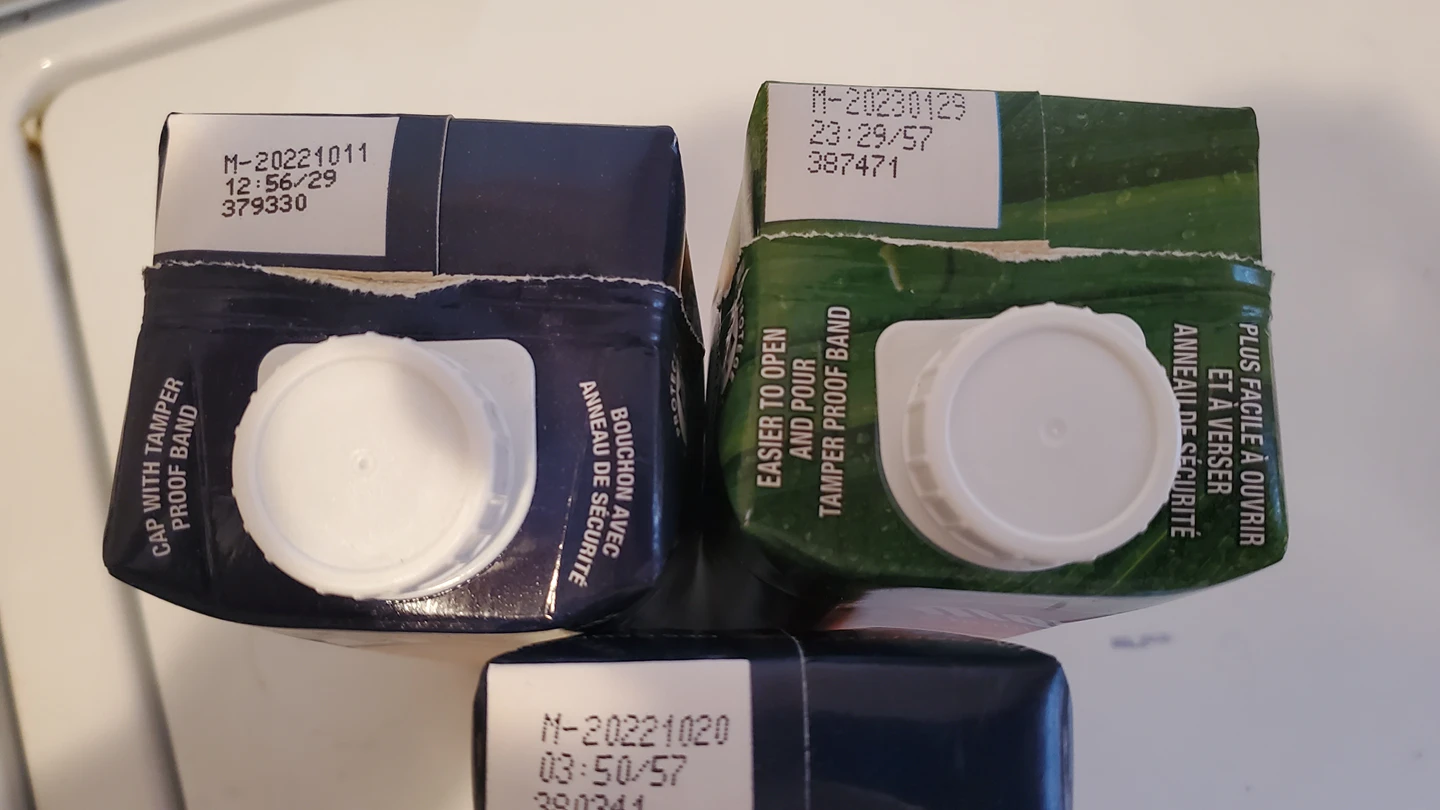 M-20221011
12:56/29
379330
CAP WITH TAMPER
PROOF BAND
BOUCHON AVEC
ANNEAU DE SÉCURITÉ
M-20230129
23:29/57
387471
EASIER TO OPEN
AND POUR
TAMPER PROOF BAND
PLUS FACILE À OUVRIR
ET À VERSER
ANNEAU DE SÉCURITÉ
M-20221020
03:50/57
380341